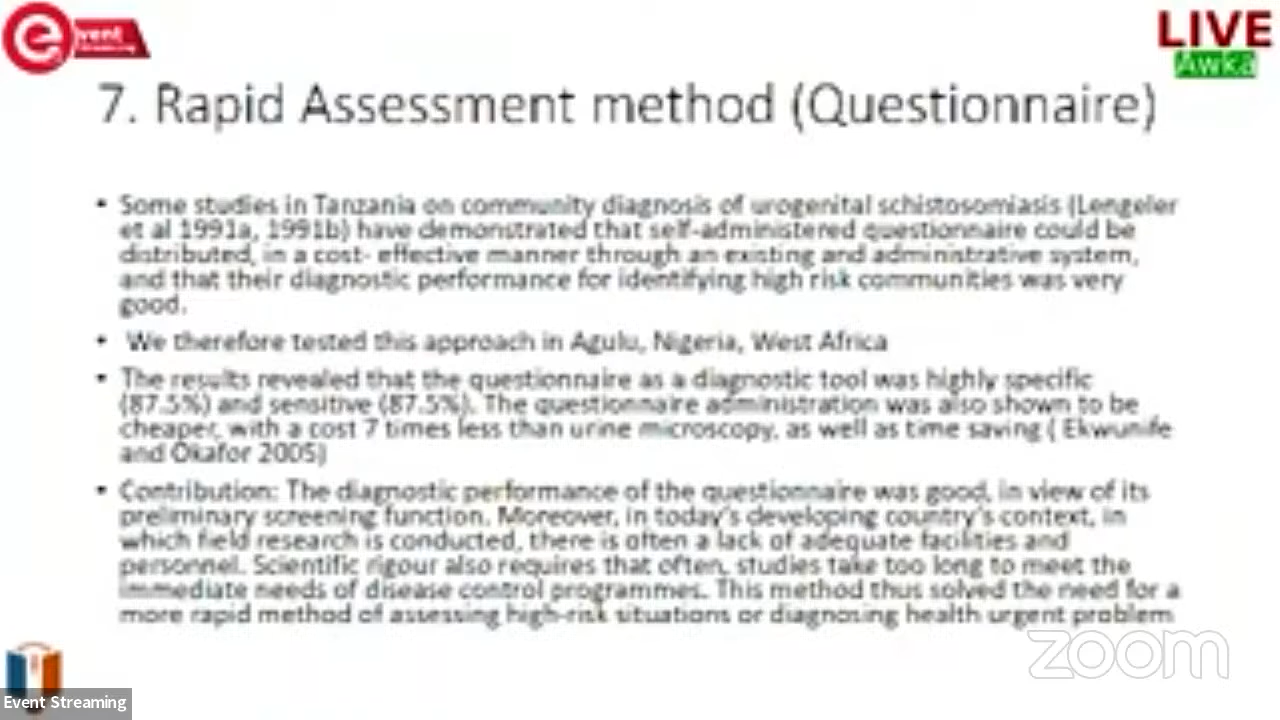 event
Streaming
LIVE
Awka
7. Rapid Assessment method (Questionnaire)
• Some studies in Tanzania on community diagnosis of urogenital schistosomiasis (Lengeler
et al 1991a, 1991b) have demonstrated that self-administered questionnaire could be
distributed, in a cost- effective manner through an existing and administrative system,
and that their diagnostic performance for identifying high risk communities was very
good.
• We therefore tested this approach in Agulu, Nigeria, West Africa
• The results revealed that the questionnaire as a diagnostic tool was highly specific
(87.5%) and sensitive (87.5%). The questionnaire administration was also shown to be
cheaper, with a cost 7 times less than urine microscopy, as well as time saving ( Ekwunife
and Okafor 2005)
• Contribution: The diagnostic performance of the questionnaire was good, in view of its
preliminary screening function. Moreover, in today's developing country's context, in
which field research is conducted, there is often a lack of adequate facilities and
personnel. Scientific rigour also requires that often, studies take too long to meet the
immediate needs of disease control programmes. This method thus solved the need for a
more rapid method of assessing high-risk situations or diagnosing health urgent problem
zoom
Event Streaming